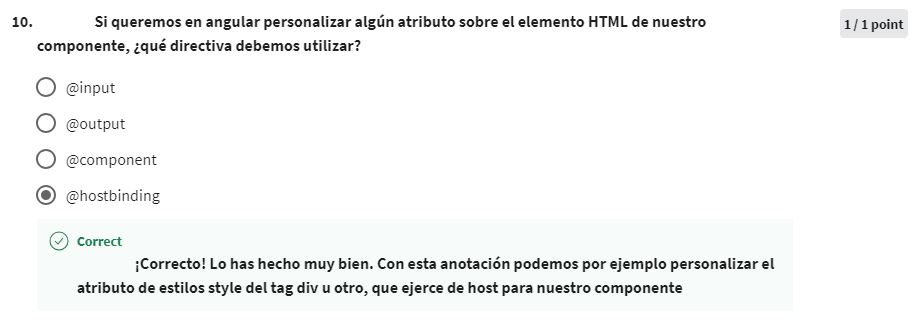 10. Si queremos en angular personalizar algún atributo sobre el elemento HTML de nuestro
1 / 1 point
componente, ¿qué directiva debemos utilizar?
@input
@output
@component
@hostbinding
Correct
¡Correcto! Lo has hecho muy bien. Con esta anotación podemos por ejemplo personalizar el
atributo de estilos style del tag div u otro, que ejerce de host para nuestro componente